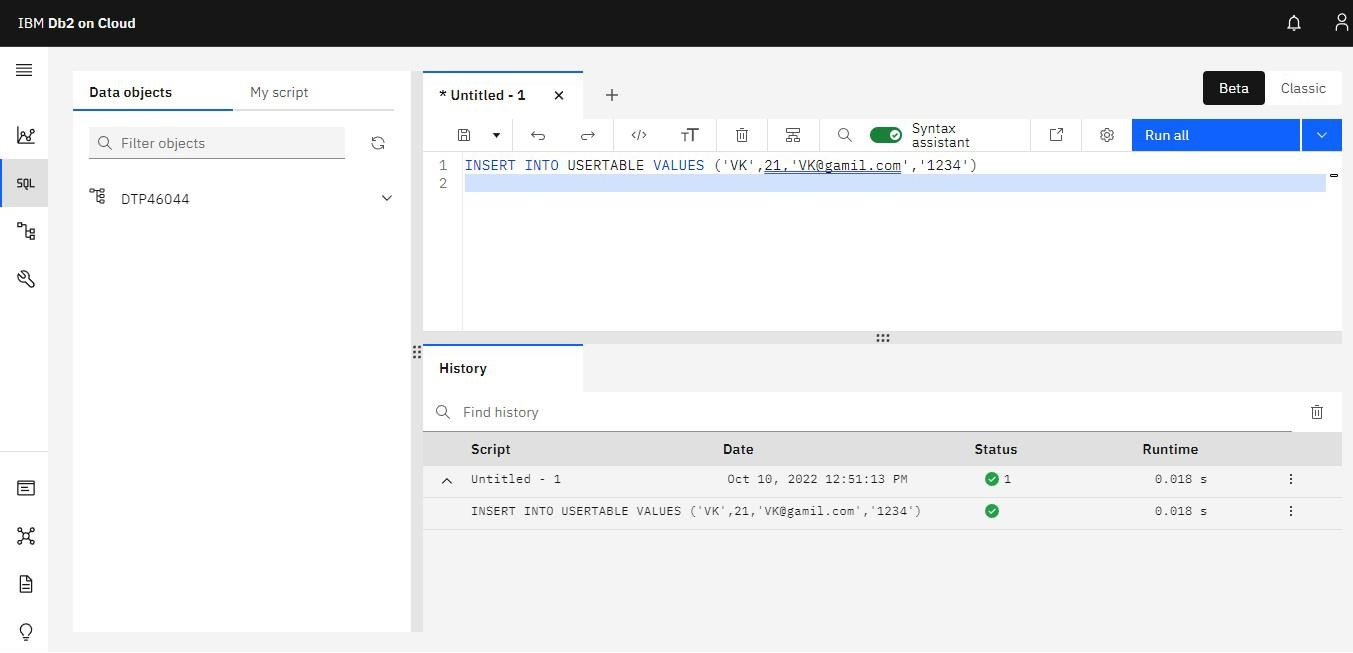 IBM Db2 on Cloud
Data objects
My script
* Untitled - 1
Beta
Classic
Filter objects
Syntax assistant
Run all
SQL
DTP46044
1 INSERT INTO USERTABLE VALUES ('VK',21,'VK@gamil.com','1234')
2
History
Find history
Script Date Status Runtime
Untitled - 1 Oct 10, 2022 12:51:13 PM 1 0.018 s
INSERT INTO USERTABLE VALUES ('VK',21,'VK@gamil.com','1234') 0.018 s